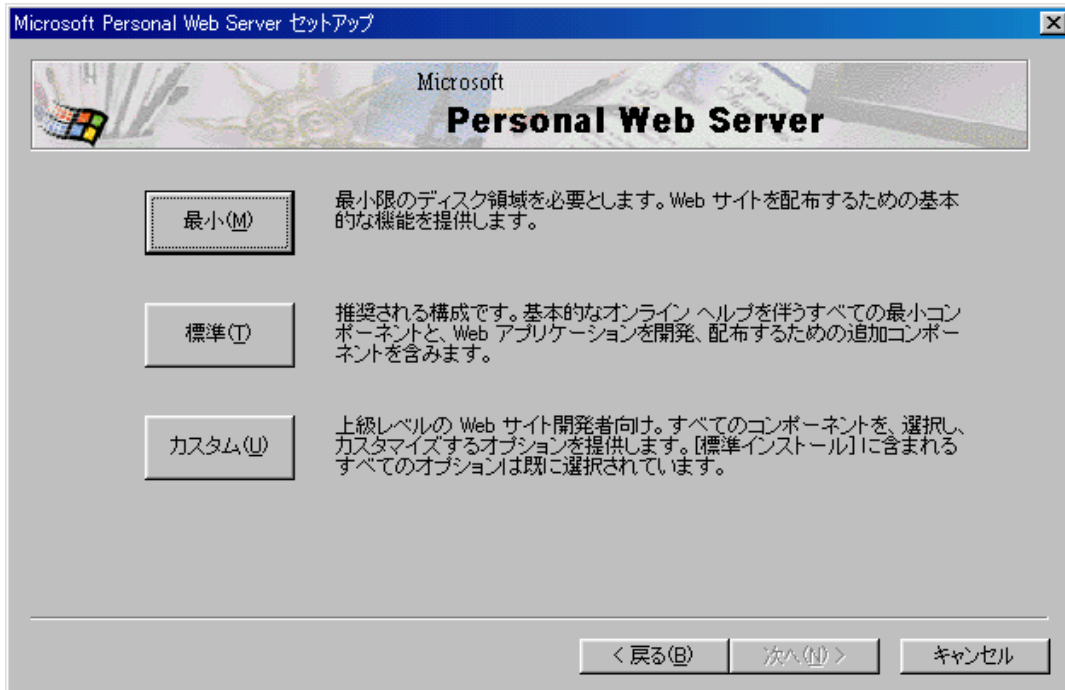 Microsoft Personal Web Server セットアップ
Microsoft
Personal Web Server
最小(M)
最小限のディスク領域を必要とします。Web サイトを配布するための基本
的な機能を提供します。
標準(T)
推奨される構成です。基本的なオンライン ヘルプを伴うすべての最小コン
ポーネントと、Web アプリケーションを開発、配布するための追加コンポー
ネントを含みます。
カスタム(U)
上級レベルの Web サイト開発者向け。すべてのコンポーネントを、選択し、
カスタマイズするオプションを提供します。[標準インストール]に含まれる
すべてのオプションは既に選択されています。
< 戻る(B)
次へ(N) >
キャンセル